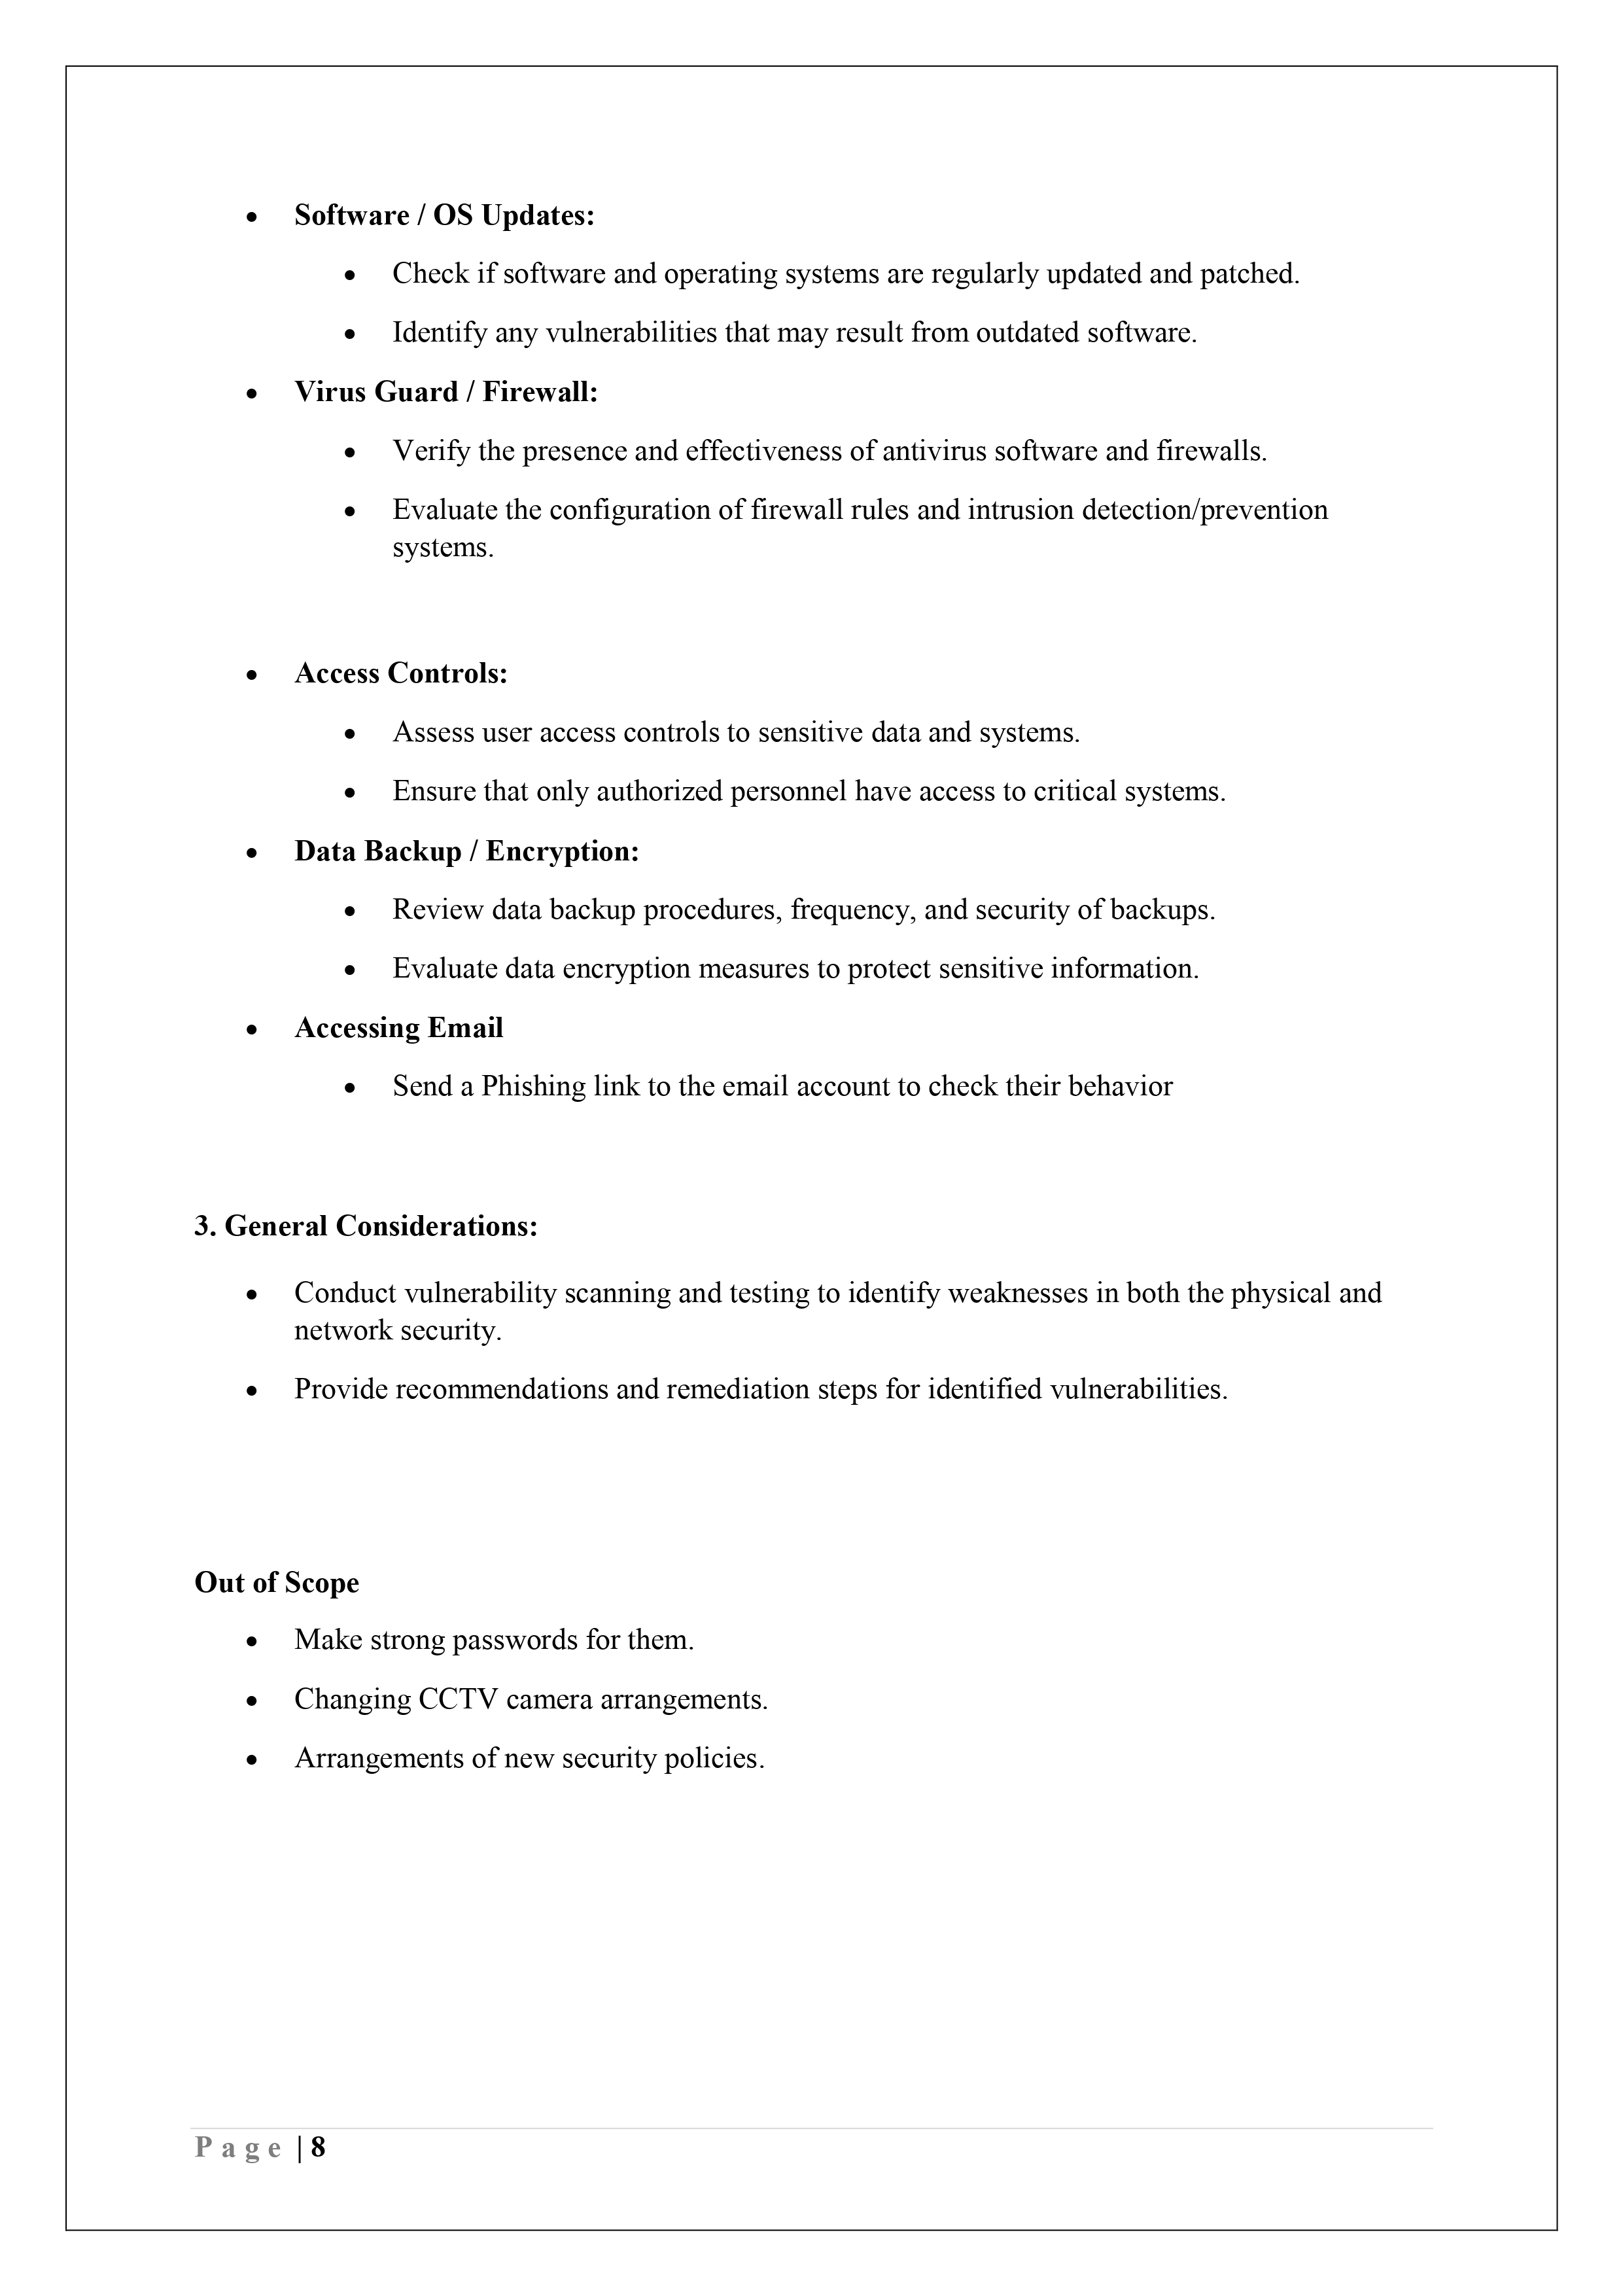 • Software / OS Updates:
• Check if software and operating systems are regularly updated and patched.
• Identify any vulnerabilities that may result from outdated software.
• Virus Guard / Firewall:
• Verify the presence and effectiveness of antivirus software and firewalls.
• Evaluate the configuration of firewall rules and intrusion detection/prevention
systems.
• Access Controls:
• Assess user access controls to sensitive data and systems.
• Ensure that only authorized personnel have access to critical systems.
• Data Backup / Encryption:
• Review data backup procedures, frequency, and security of backups.
• Evaluate data encryption measures to protect sensitive information.
• Accessing Email
• Send a Phishing link to the email account to check their behavior
3. General Considerations:
• Conduct vulnerability scanning and testing to identify weaknesses in both the physical and
network security.
• Provide recommendations and remediation steps for identified vulnerabilities.
Out of Scope
• Make strong passwords for them.
• Changing CCTV camera arrangements.
• Arrangements of new security policies.
Page | 8